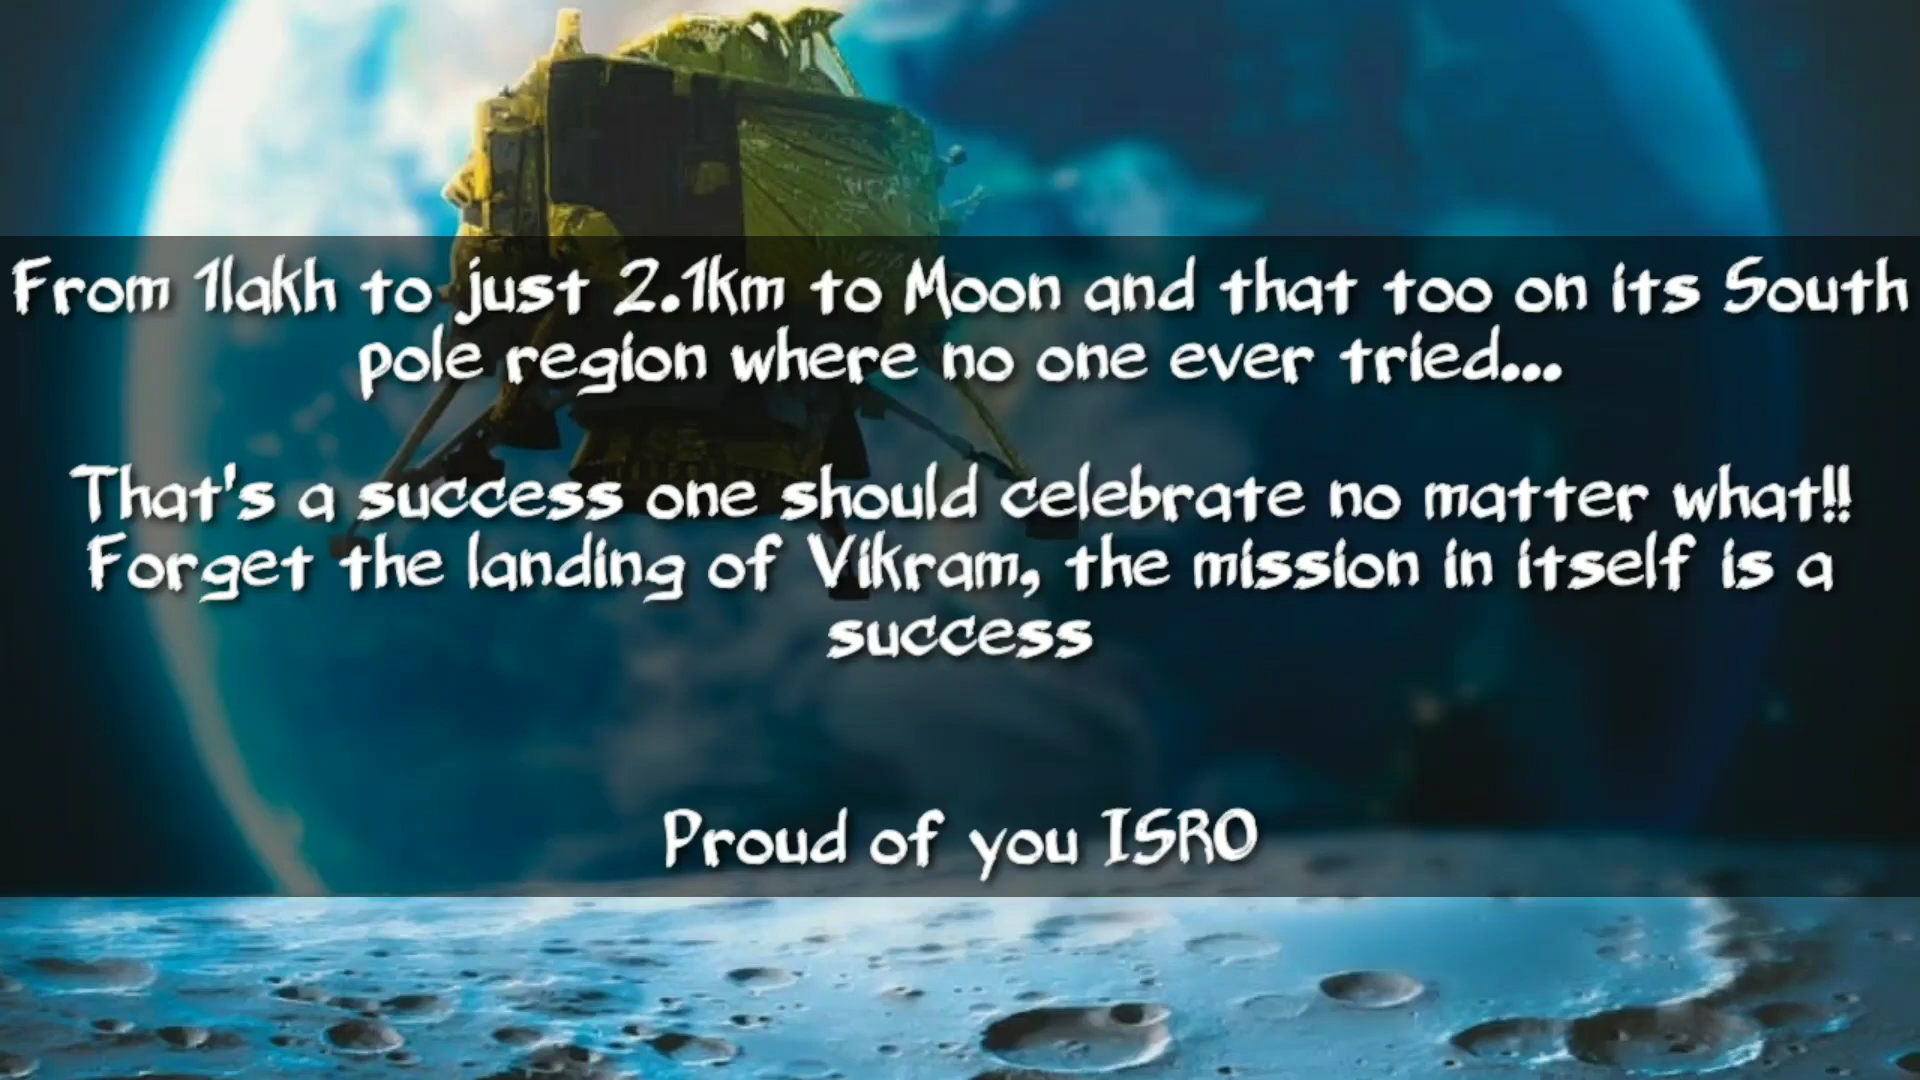 From 1lakh to just 2.1km to Moon and that too on its South
pole region where no one ever tried...
That's a success one should celebrate no matter what!!
Forget the landing of Vikram, the mission in itself is a
success
Proud of you ISRO